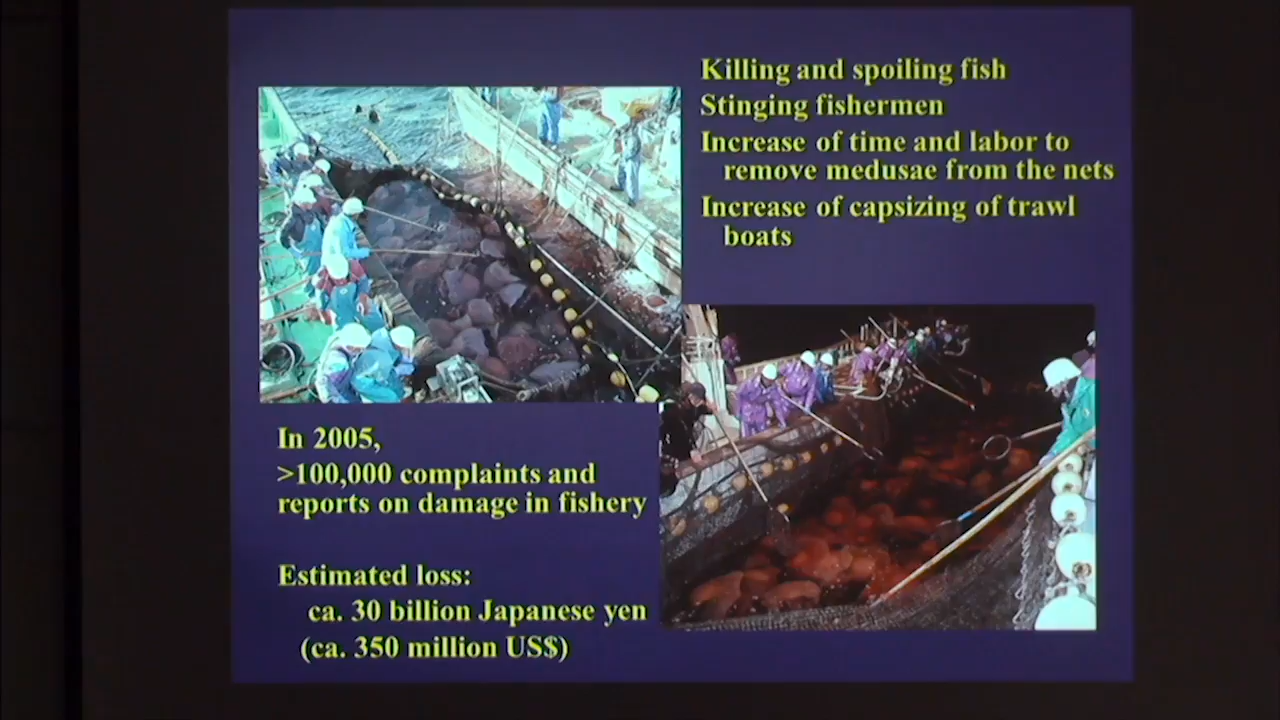 Killing and spoiling fish
Stinging fishermen
Increase of time and labor to
remove medusae from the nets
Increase of capsizing of trawl
boats
In 2005,
>100,000 complaints and
reports on damage in fishery
Estimated loss:
ca. 30 billion Japanese yen
(ca. 350 million US$)